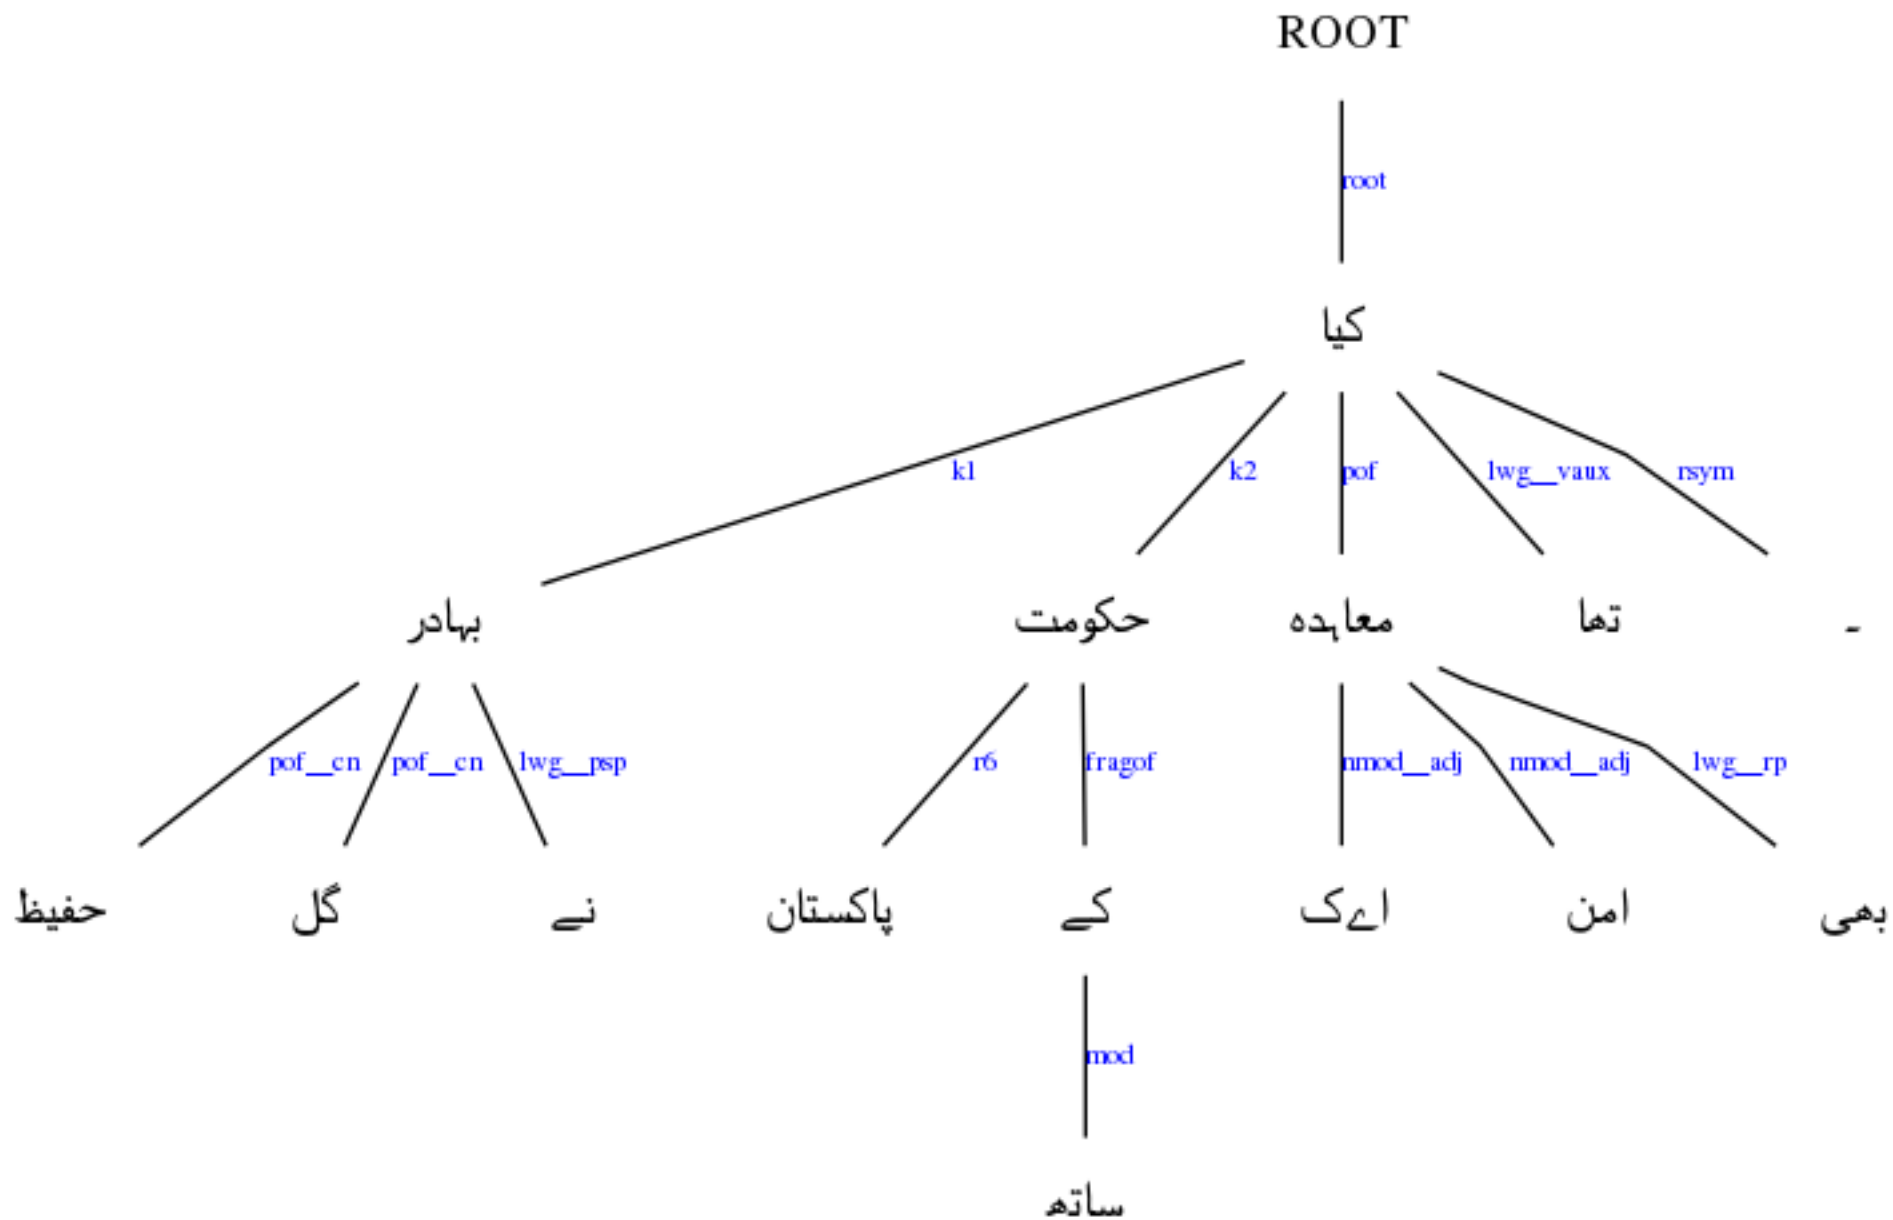 ROOT
root
کیا
k1 k2 pof lwg__vaux rsym
بہادر حکومت معاہدہ تھا ۔
pof__cn pof__cn lwg__psp r6 fragof nmod__adj nmod__adj lwg__rp
حفیظ گل نے پاکستان کے اےک امن بھی
mod
ساتھ